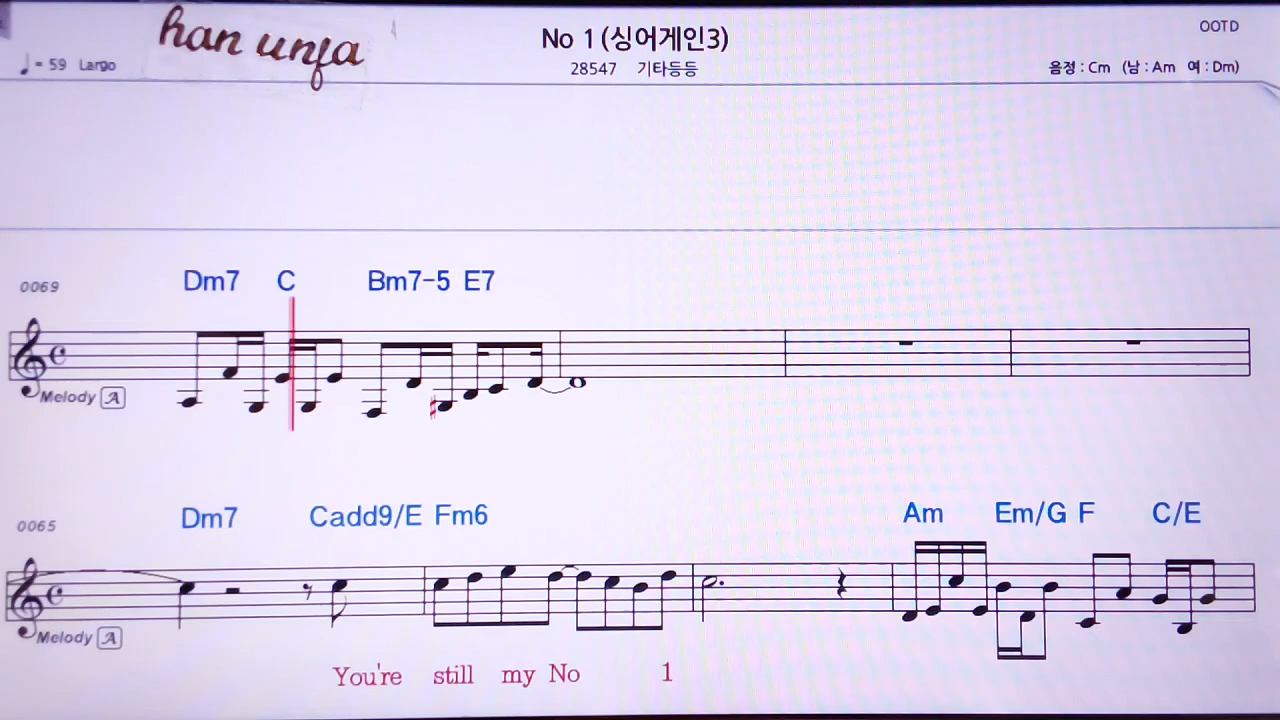 han unfa
No 1 (싱어게인3)
OOTD
♩ = 59 Largo
28547 기타등등
음정 : Cm (남 : Am 여 : Dm)
0069
Dm7 C Bm7-5 E7
Melody A
0065
Dm7 Cadd9/E Fm6 Am Em/G F C/E
Melody A
You're still my No 1